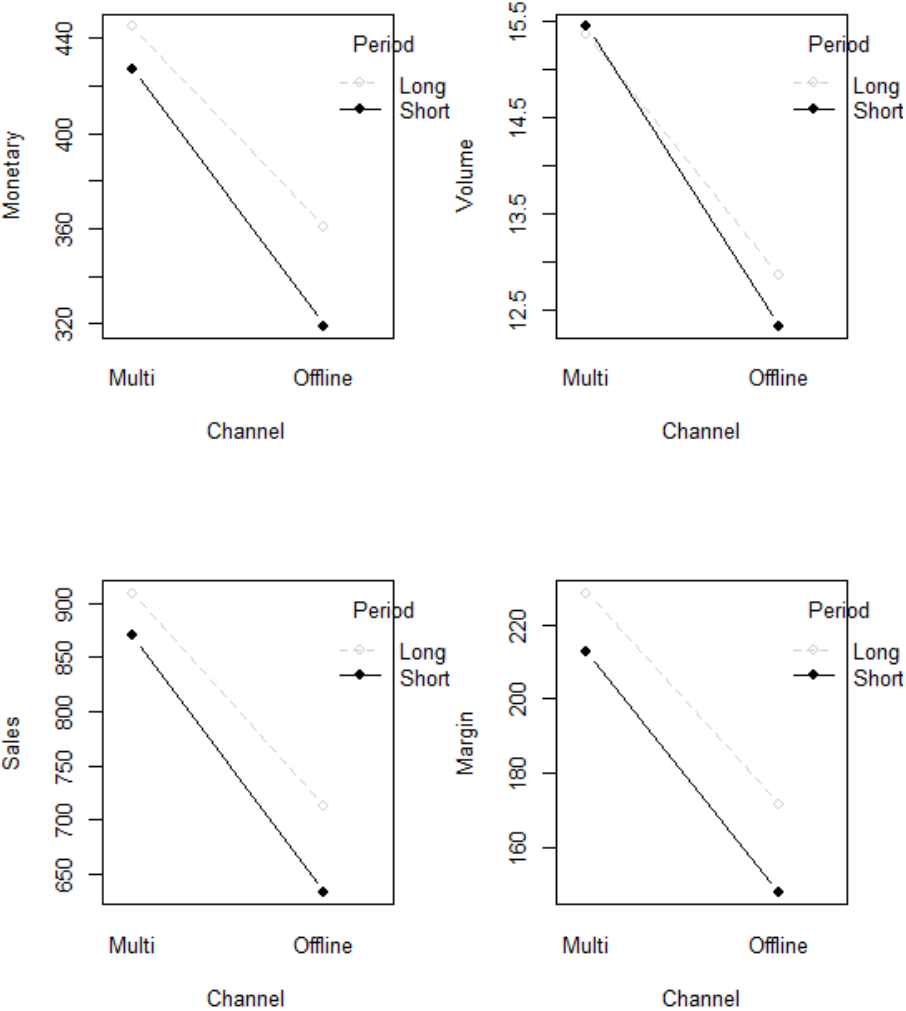 Monetary
440
400
360
320
Period
Long
Short
Multi
Offline
Channel
Volume
15.5
14.5
13.5
12.5
Period
Long
Short
Multi
Offline
Channel
Sales
900
850
800
750
700
650
Period
Long
Short
Multi
Offline
Channel
Margin
220
200
180
160
Period
Long
Short
Multi
Offline
Channel